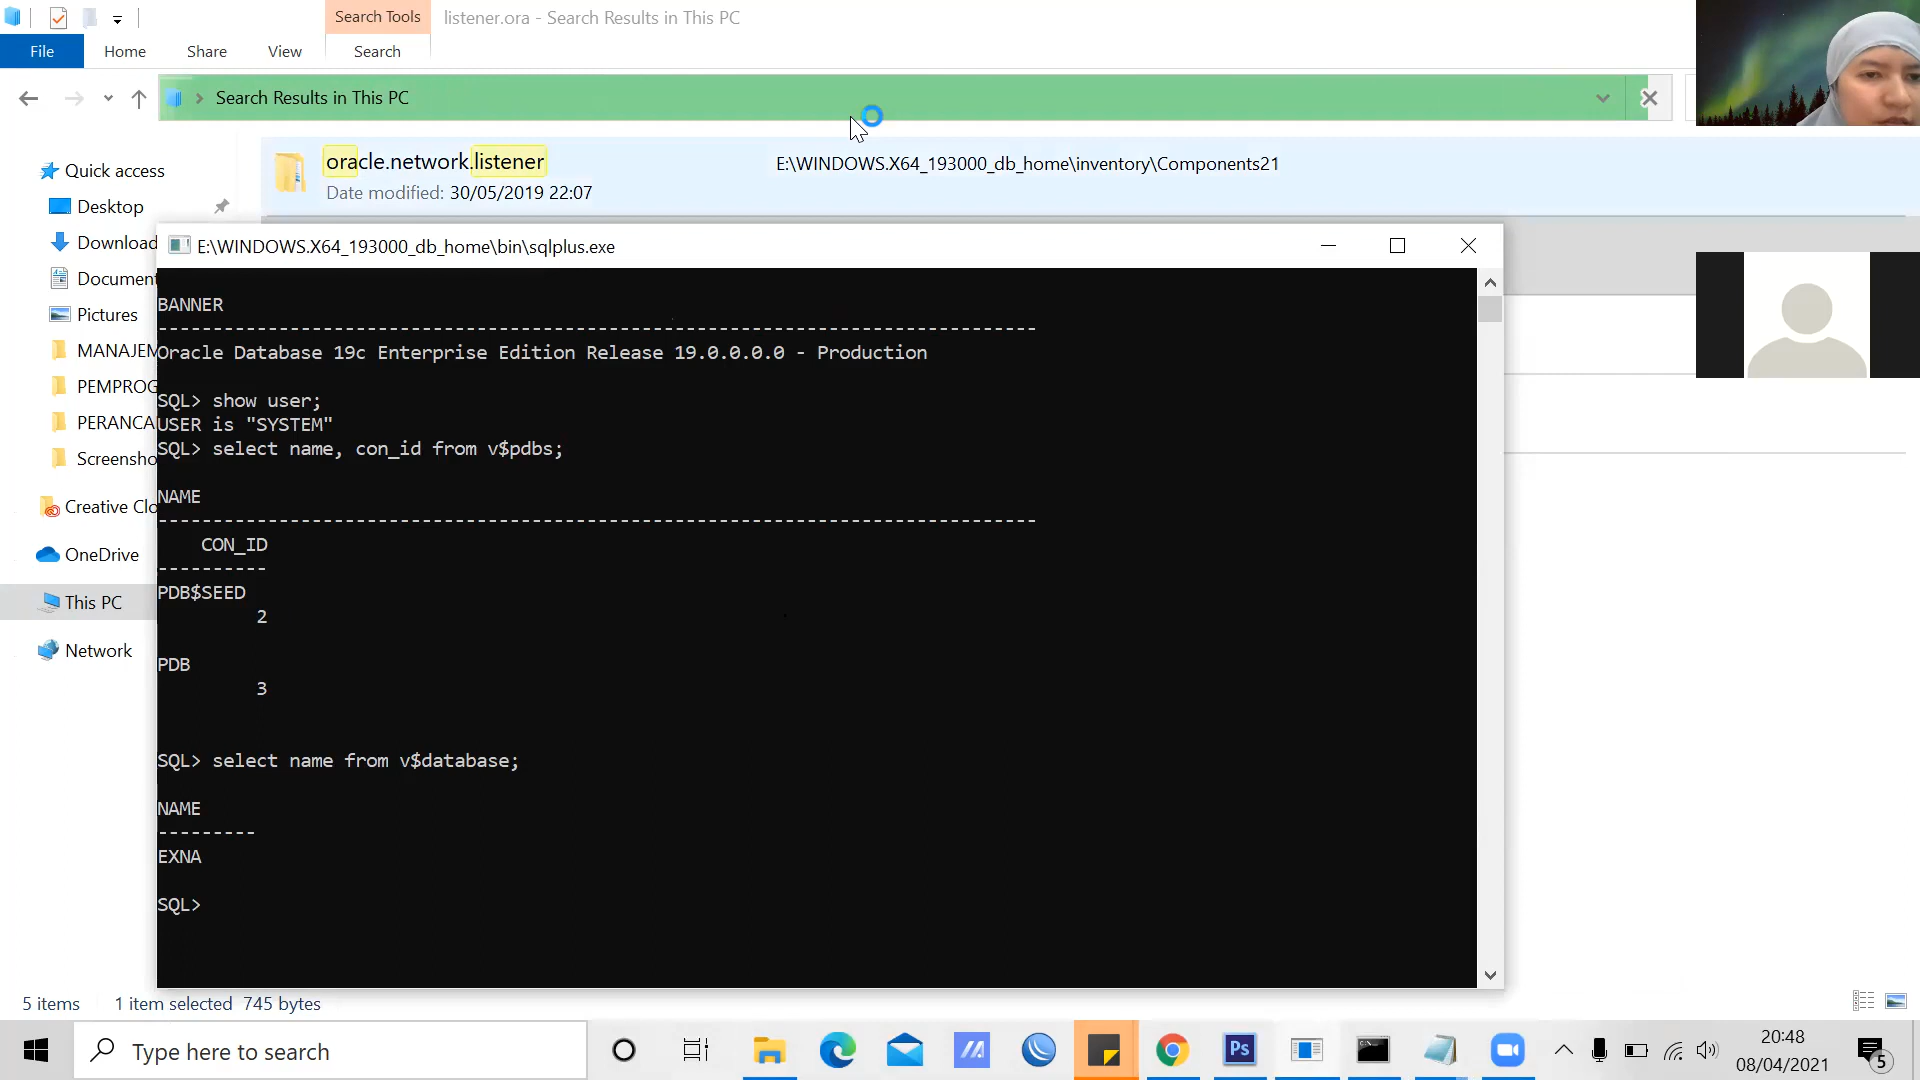 Search Tools
listener.ora - Search Results in This PC
File
Home
Share
View
Search
Search Results in This PC
oracle.network.listener
E:\WINDOWS.X64_193000_db_home\inventory\Components21
Date modified: 30/05/2019 22:07
Quick access
Desktop
Download
Document
Pictures
MANAJEM
PEMPROG
PERANCA
Screensho
Creative Clo
OneDrive
This PC
Network
E:\WINDOWS.X64_193000_db_home\bin\sqlplus.exe
BANNER
--------------------------------------------------------------------------------
Oracle Database 19c Enterprise Edition Release 19.0.0.0.0 - Production
SQL> show user;
USER is "SYSTEM"
SQL> select name, con_id from v$pdbs;
NAME
--------------------------------------------------------------------------------
CON_ID
----------
PDB$SEED
2
PDB
3
SQL> select name from v$database;
NAME
---------
EXNA
SQL>
5 items
1 item selected 745 bytes
Type here to search
Ps
20:48
08/04/2021
5